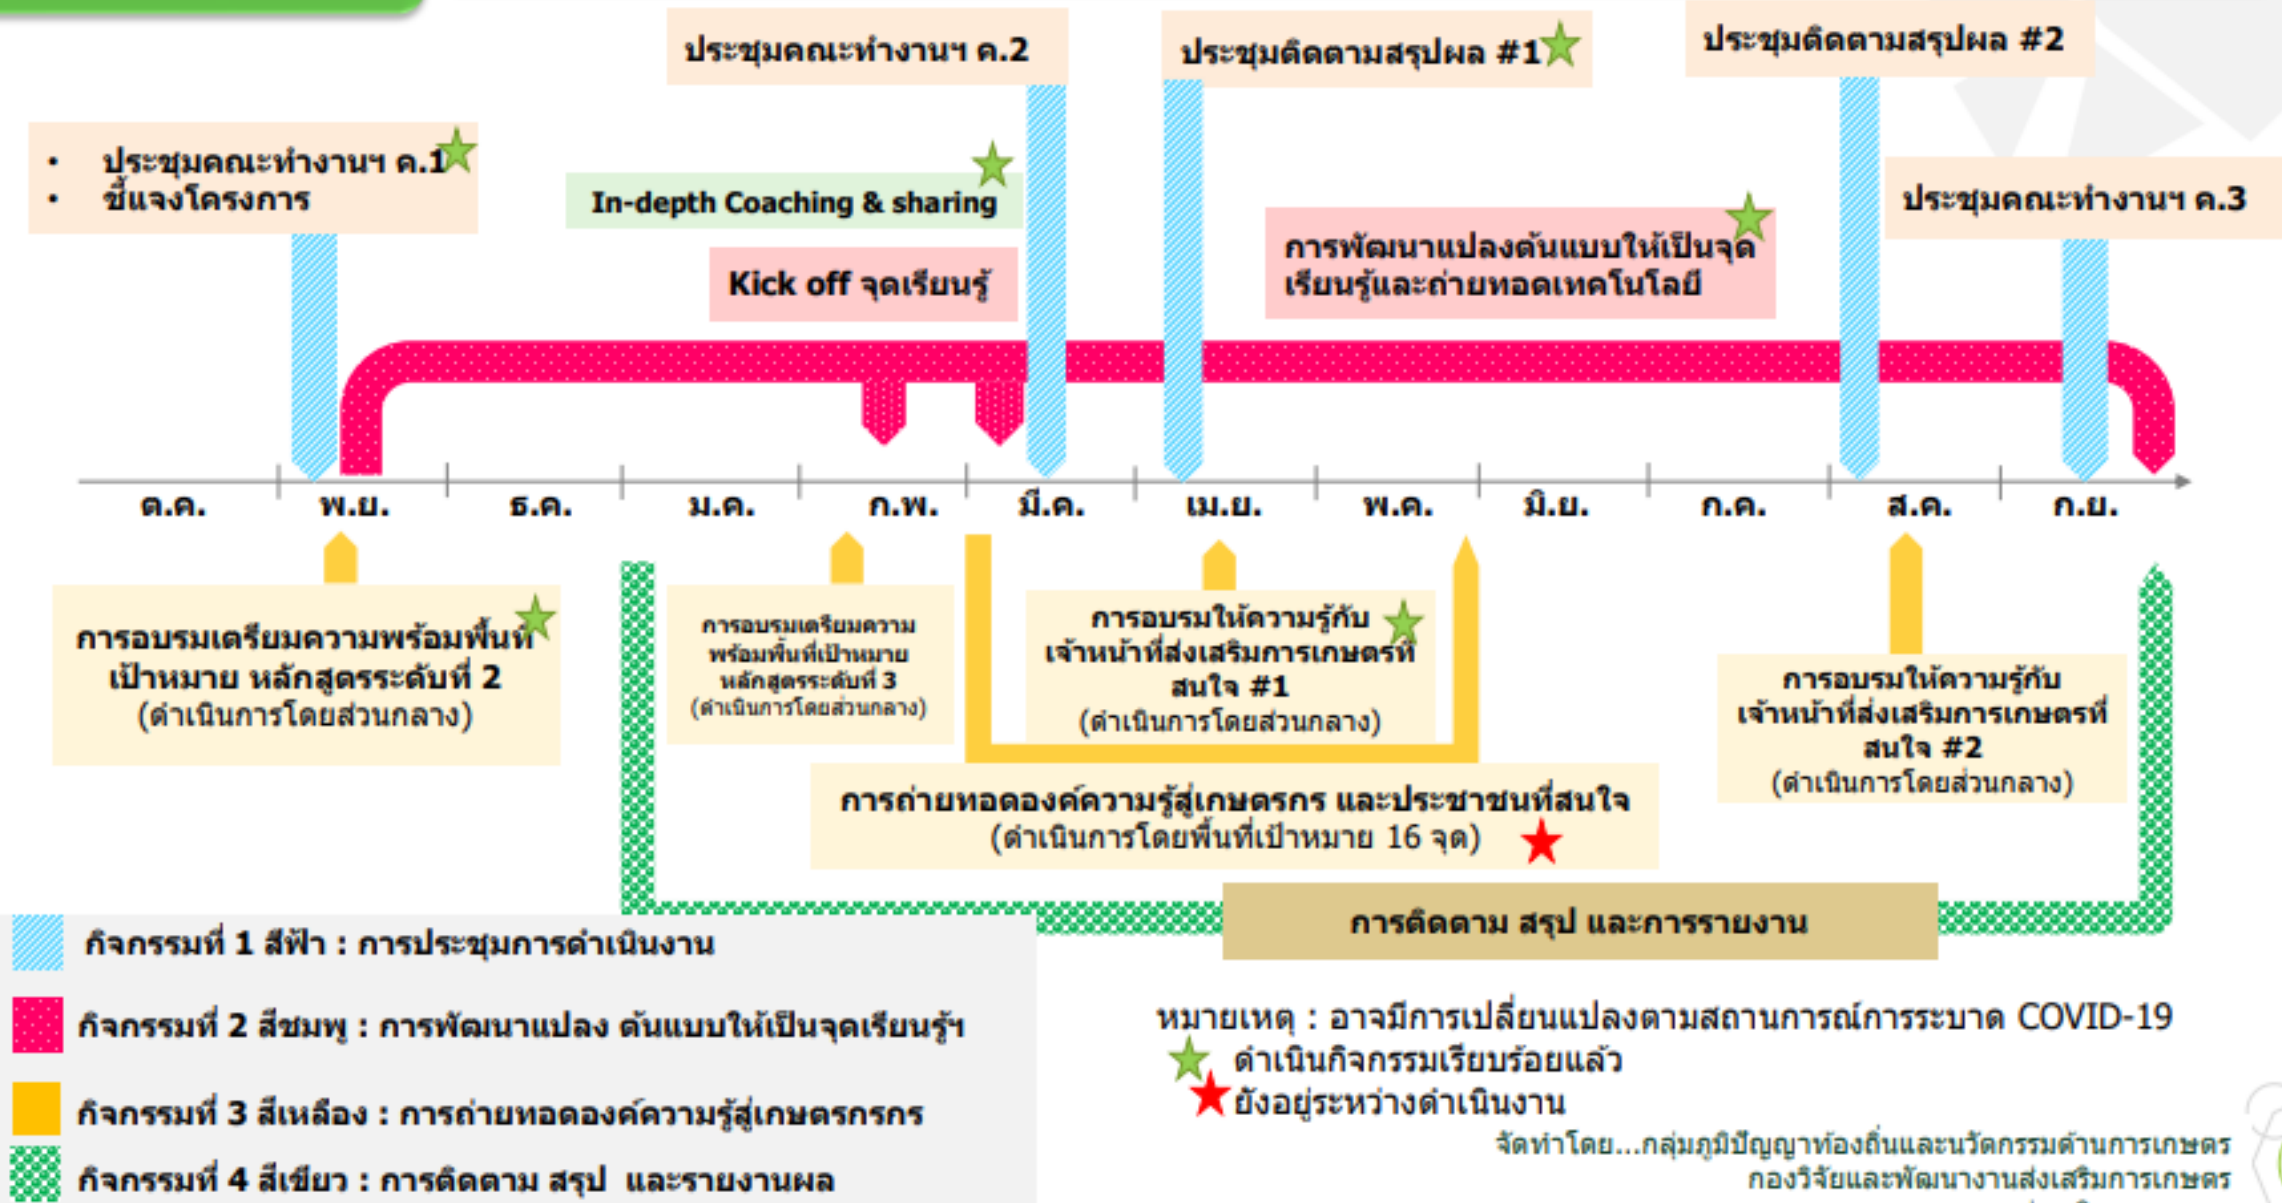 ประชุมคณะทำงานฯ ค.2
ประชุมติดตามสรุปผล #1
ประชุมติดตามสรุปผล #2
• ประชุมคณะทำงานฯ ค.1
• ชี้แจงโครงการ
In-depth Coaching & sharing
ประชุมคณะทำงานฯ ค.3
Kick off จุดเรียนรู้
การพัฒนาแปลงต้นแบบให้เป็นจุด
เรียนรู้และถ่ายทอดเทคโนโลยี
ต.ค. พ.ย. ธ.ค. ม.ค. ก.พ. มี.ค. เม.ย. พ.ค. มิ.ย. ก.ค. ส.ค. ก.ย.
การอบรมเตรียมความพร้อมพื้นที่
เป้าหมาย หลักสูตรระดับที่ 2
(ดำเนินการโดยส่วนกลาง)
การอบรมเตรียมความ
พร้อมพื้นที่เป้าหมาย
หลักสูตรระดับที่ 3
(ดำเนินการโดยส่วนกลาง)
การอบรมให้ความรู้กับ
เจ้าหน้าที่ส่งเสริมการเกษตรที่
สนใจ #1
(ดำเนินการโดยส่วนกลาง)
การอบรมให้ความรู้กับ
เจ้าหน้าที่ส่งเสริมการเกษตรที่
สนใจ #2
(ดำเนินการโดยส่วนกลาง)
การถ่ายทอดองค์ความรู้สู่เกษตรกร และประชาชนที่สนใจ
(ดำเนินการโดยพื้นที่เป้าหมาย 16 จุด)
การติดตาม สรุป และการรายงาน
กิจกรรมที่ 1 สีฟ้า : การประชุมการดำเนินงาน
กิจกรรมที่ 2 สีชมพู : การพัฒนาแปลง ต้นแบบให้เป็นจุดเรียนรู้ฯ
กิจกรรมที่ 3 สีเหลือง : การถ่ายทอดองค์ความรู้สู่เกษตรกรกร
กิจกรรมที่ 4 สีเขียว : การติดตาม สรุป และรายงานผล
หมายเหตุ : อาจมีการเปลี่ยนแปลงตามสถานการณ์การระบาด COVID-19
ดำเนินกิจกรรมเรียบร้อยแล้ว
ยังอยู่ระหว่างดำเนินงาน
จัดทำโดย...กลุ่มภูมิปัญญาท้องถิ่นและนวัตกรรมด้านการเกษตร
กองวิจัยและพัฒนางานส่งเสริมการเกษตร